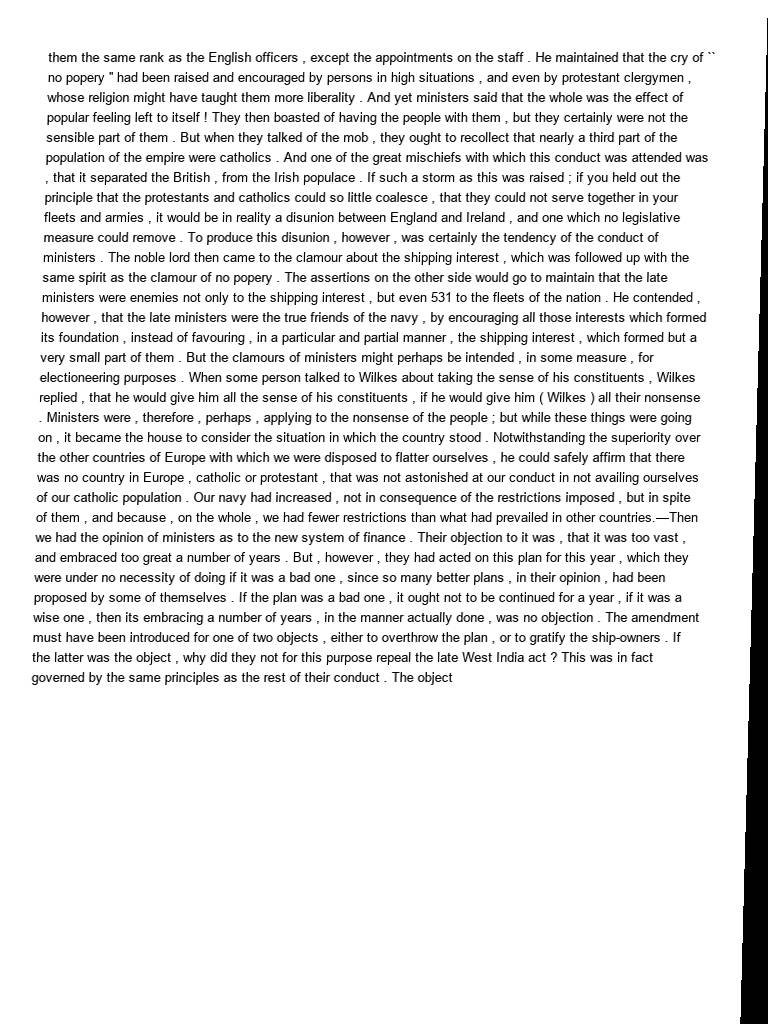 them the same rank as the English officers , except the appointments on the staff . He maintained that the cry of ``
no popery '' had been raised and encouraged by persons in high situations , and even by protestant clergymen ,
whose religion might have taught them more liberality . And yet ministers said that the whole was the effect of
popular feeling left to itself ! They then boasted of having the people with them , but they certainly were not the
sensible part of them . But when they talked of the mob , they ought to recollect that nearly a third part of the
population of the empire were catholics . And one of the great mischiefs with which this conduct was attended was
, that it separated the British , from the Irish populace . If such a storm as this was raised ; if you held out the
principle that the protestants and catholics could so little coalesce , that they could not serve together in your
fleets and armies , it would be in reality a disunion between England and Ireland , and one which no legislative
measure could remove . To produce this disunion , however , was certainly the tendency of the conduct of
ministers . The noble lord then came to the clamour about the shipping interest , which was followed up with the
same spirit as the clamour of no popery . The assertions on the other side would go to maintain that the late
ministers were enemies not only to the shipping interest , but even 531 to the fleets of the nation . He contended ,
however , that the late ministers were the true friends of the navy , by encouraging all those interests which formed
its foundation , instead of favouring , in a particular and partial manner , the shipping interest , which formed but a
very small part of them . But the clamours of ministers might perhaps be intended , in some measure , for
electioneering purposes . When some person talked to Wilkes about taking the sense of his constituents , Wilkes
replied , that he would give him all the sense of his constituents , if he would give him ( Wilkes ) all their nonsense
. Ministers were , therefore , perhaps , applying to the nonsense of the people ; but while these things were going
on , it became the house to consider the situation in which the country stood . Notwithstanding the superiority over
the other countries of Europe with which we were disposed to flatter ourselves , he could safely affirm that there
was no country in Europe , catholic or protestant , that was not astonished at our conduct in not availing ourselves
of our catholic population . Our navy had increased , not in consequence of the restrictions imposed , but in spite
of them , and because , on the whole , we had fewer restrictions than what had prevailed in other countries.—Then
we had the opinion of ministers as to the new system of finance . Their objection to it was , that it was too vast ,
and embraced too great a number of years . But , however , they had acted on this plan for this year , which they
were under no necessity of doing if it was a bad one , since so many better plans , in their opinion , had been
proposed by some of themselves . If the plan was a bad one , it ought not to be continued for a year , if it was a
wise one , then its embracing a number of years , in the manner actually done , was no objection . The amendment
must have been introduced for one of two objects , either to overthrow the plan , or to gratify the ship-owners . If
the latter was the object , why did they not for this purpose repeal the late West India act ? This was in fact
governed by the same principles as the rest of their conduct . The object